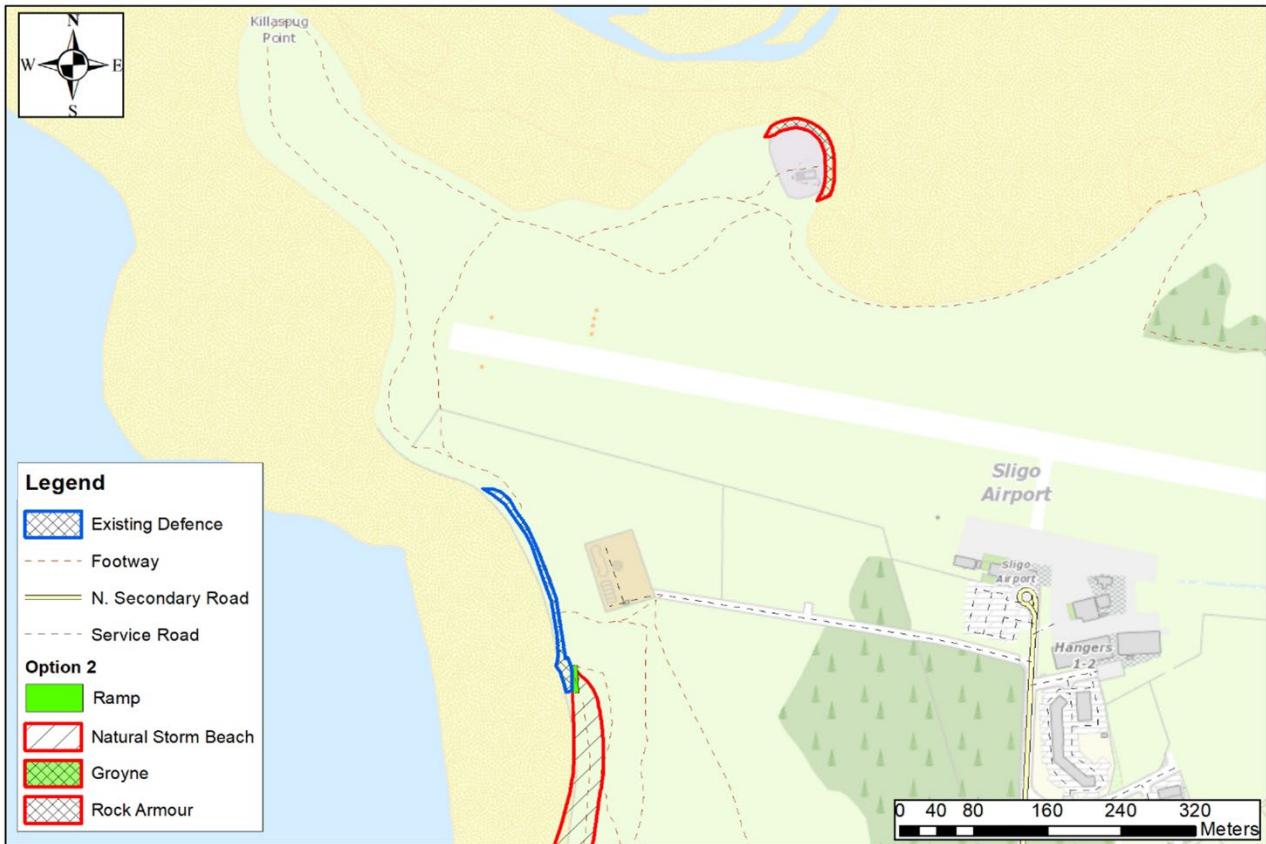 N
W E
S
Killaspug
Point
Sligo
Airport
Sligo
Airport
Hangers
1-2
Legend
Existing Defence
Footway
N. Secondary Road
Service Road
Option 2
Ramp
Natural Storm Beach
Groyne
Rock Armour
0 40 80 160 240 320
Meters